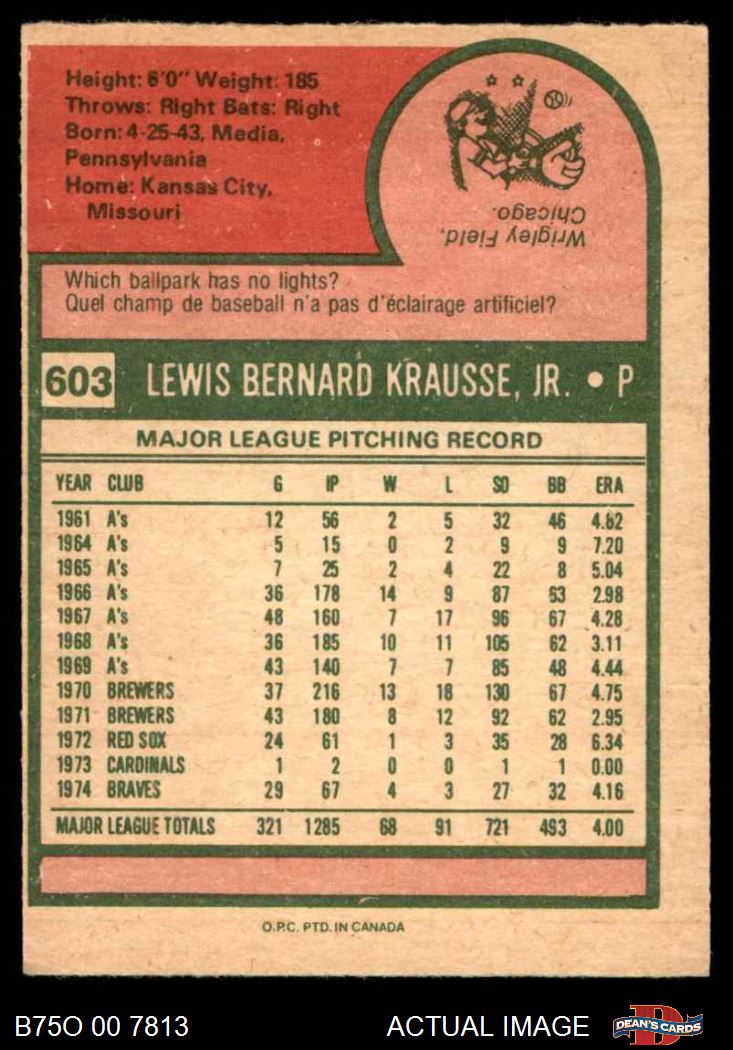 Height: 6'0" Weight: 185
Throws: Right Bats: Right
Born: 4-25-43, Media,
Pennsylvania
Home: Kansas City,
Missouri
Wrigley Field,
Chicago.
Which ballpark has no lights?
Quel champ de baseball n'a pas d'éclairage artificiel?
603 LEWIS BERNARD KRAUSSE, JR. • P
MAJOR LEAGUE PITCHING RECORD
YEAR CLUB G IP W L SO BB ERA
1961 A's 12 56 2 5 32 46 4.82
1964 A's 5 15 0 2 9 9 7.20
1965 A's 7 25 2 4 22 8 5.04
1966 A's 36 178 14 9 87 63 2.98
1967 A's 48 160 7 17 96 67 4.28
1968 A's 36 185 10 11 105 62 3.11
1969 A's 43 140 7 7 85 48 4.44
1970 BREWERS 37 216 13 18 130 67 4.75
1971 BREWERS 43 180 8 12 92 62 2.95
1972 RED SOX 24 61 1 3 35 28 6.34
1973 CARDINALS 1 2 0 0 1 1 0.00
1974 BRAVES 29 67 4 3 27 32 4.16
MAJOR LEAGUE TOTALS 321 1285 68 91 721 493 4.00
O.P.C. PTD. IN CANADA
B75O 00 7813 ACTUAL IMAGE DEAN'S CARDS